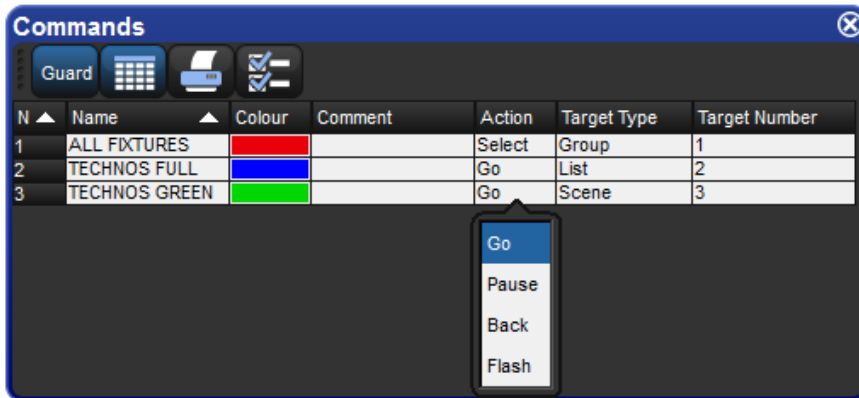 Commands
Guard
N Name Colour Comment Action Target Type Target Number
1 ALL FIXTURES Select Group 1
2 TECHNOS FULL Go List 2
3 TECHNOS GREEN Go Scene 3
Go
Pause
Back
Flash